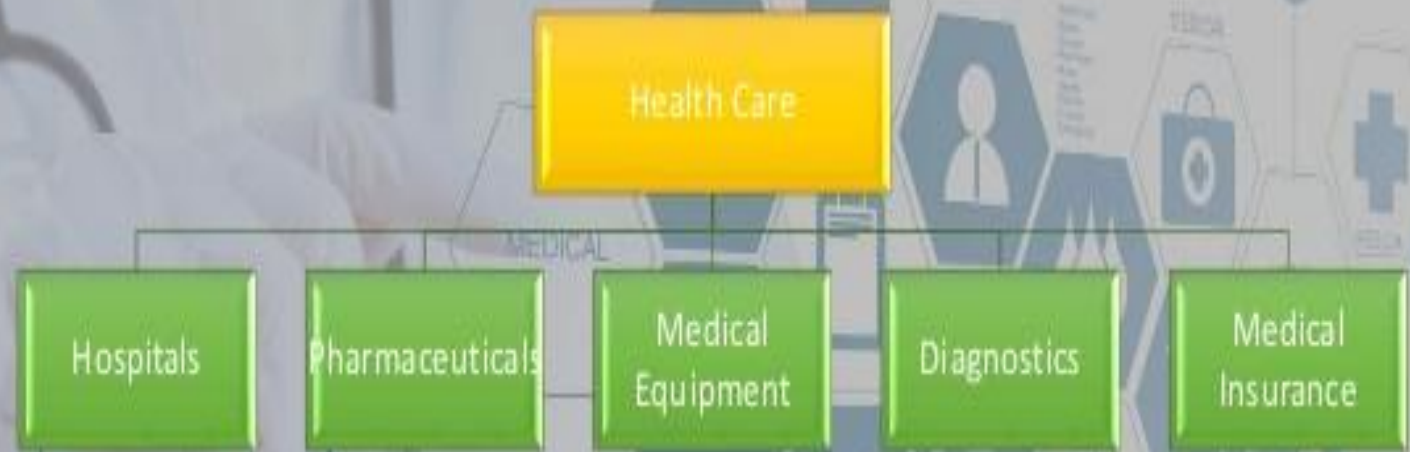 Health Care
MEDICAL
Hospitals
Pharmaceuticals
Medical
Equipment
Diagnostics
Medical
Insurance